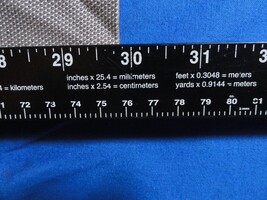 29 30 31
inches x 25.4 = millimeters feet x 0.3048 = meters
= kilometers inches x 2.54 = centimeters yards x 0.9144 = meters
71 72 73 74 75 76 77 78 79 80 81